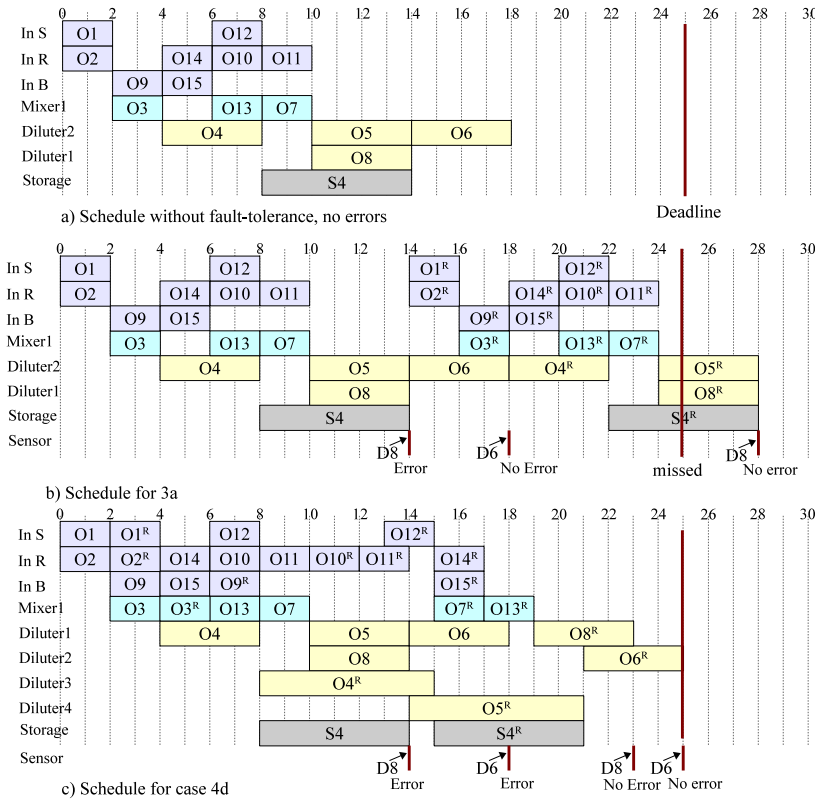 0 2 4 6 8 10 12 14 16 18 20 22 24 26 28 30
In S O1 O12
In R O2 O14 O10 O11
In B O9 O15
Mixer1 O3 O13 O7
Diluter2 O4 O5 O6
Diluter1 O8
Storage S4
a) Schedule without fault-tolerance, no errors
Deadline
0 2 4 6 8 10 12 14 16 18 20 22 24 26 28 30
In S O1 O12 O1ᴿ O12ᴿ
In R O2 O14 O10 O11 O2ᴿ O14ᴿ O10ᴿ O11ᴿ
In B O9 O15 O9ᴿ O15ᴿ
Mixer1 O3 O13 O7 O3ᴿ O13ᴿ O7ᴿ
Diluter2 O4 O5 O6 O4ᴿ O5ᴿ
Diluter1 O8 O8ᴿ
Storage S4 S4ᴿ
Sensor D8 D6 D8
Error No Error missed No error
b) Schedule for 3a
0 2 4 6 8 10 12 14 16 18 20 22 24 26 28 30
In S O1 O1ᴿ O12 O12ᴿ
In R O2 O2ᴿ O14 O10 O11 O10ᴿ O11ᴿ O14ᴿ
In B O9 O15 O9ᴿ O15ᴿ
Mixer1 O3 O3ᴿ O13 O7 O7ᴿ O13ᴿ
Diluter1 O4 O5 O6 O8ᴿ
Diluter2 O8 O6ᴿ
Diluter3 O4ᴿ
Diluter4 O5ᴿ
Storage S4 S4ᴿ
Sensor D8 D6 D8 D6
Error Error No Error No error
c) Schedule for case 4d